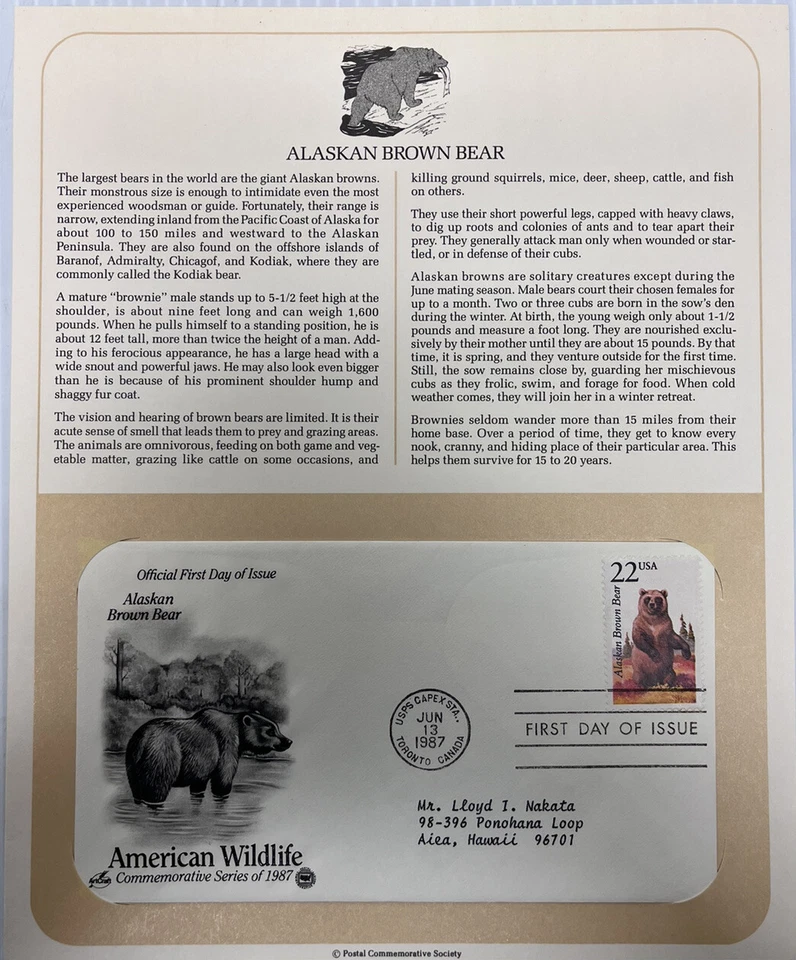 ALASKAN BROWN BEAR
The largest bears in the world are the giant Alaskan browns.
Their monstrous size is enough to intimidate even the most
experienced woodsman or guide. Fortunately, their range is
narrow, extending inland from the Pacific Coast of Alaska for
about 100 to 150 miles and westward to the Alaskan
Peninsula. They are also found on the offshore islands of
Baranof, Admiralty, Chicagof, and Kodiak, where they are
commonly called the Kodiak bear.
A mature "brownie" male stands up to 5-1/2 feet high at the
shoulder, is about nine feet long and can weigh 1,600
pounds. When he pulls himself to a standing position, he is
about 12 feet tall, more than twice the height of a man. Add-
ing to his ferocious appearance, he has a large head with a
wide snout and powerful jaws. He may also look even bigger
than he is because of his prominent shoulder hump and
shaggy fur coat.
The vision and hearing of brown bears are limited. It is their
acute sense of smell that leads them to prey and grazing areas.
The animals are omnivorous, feeding on both game and veg-
etable matter, grazing like cattle on some occasions, and
killing ground squirrels, mice, deer, sheep, cattle, and fish
on others.
They use their short powerful legs, capped with heavy claws,
to dig up roots and colonies of ants and to tear apart their
prey. They generally attack man only when wounded or star-
tled, or in defense of their cubs.
Alaskan browns are solitary creatures except during the
June mating season. Male bears court their chosen females for
up to a month. Two or three cubs are born in the sow's den
during the winter. At birth, the young weigh only about 1-1/2
pounds and measure a foot long. They are nourished exclu-
sively by their mother until they are about 15 pounds. By that
time, it is spring, and they venture outside for the first time.
Still, the sow remains close by, guarding her mischievous
cubs as they frolic, swim, and forage for food. When cold
weather comes, they will join her in a winter retreat.
Brownies seldom wander more than 15 miles from their
home base. Over a period of time, they get to know every
nook, cranny, and hiding place of their particular area. This
helps them survive for 15 to 20 years.
Official First Day of Issue
Alaskan
Brown Bear
22 USA
Alaskan Brown Bear
USPS CAPEX STA.
JUN
13
1987
TORONTO CANADA
FIRST DAY OF ISSUE
Mr. Lloyd I. Nakata
98-396 Ponohana Loop
Aiea, Hawaii 96701
American Wildlife
ArtCraft
Commemorative Series of 1987
© Postal Commemorative Society